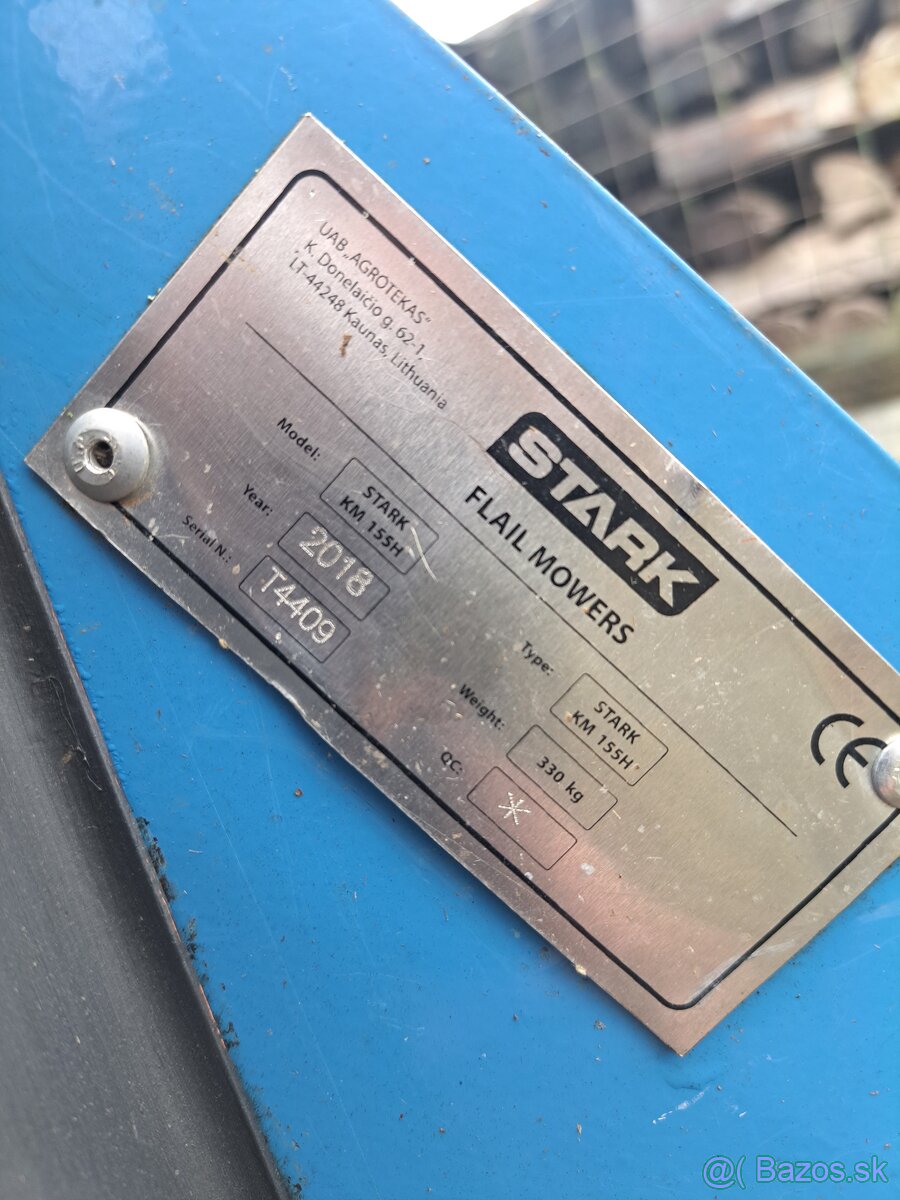 UAB „AGROTEKAS"
K. Donelaičio g. 62-1,
LT-44248 Kaunas, Lithuania
STARK
FLAIL MOWERS
Model: STARK
KM 155H
Year: 2018
Serial N.: T4409
Type: STARK
KM 155H
Weight: 330 kg
QC: *
CE
@( Bazos.sk